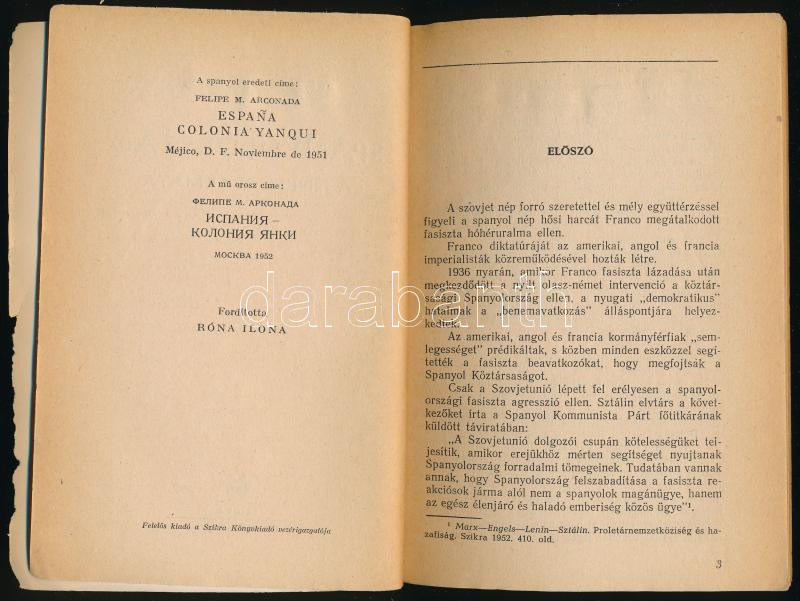 A spanyol eredeti címe:
FELIPE M. ARCONADA
ESPAÑA
COLONIA YANQUI
Méjico, D. F. Noviembre de 1951
A mű orosz címe:
ФЕЛИПЕ М. АРКОНАДА
ИСПАНИЯ —
КОЛОНИЯ ЯНКИ
МОСКВА 1952
Fordította
RÓNA ILONA
Felelős kiadó a Szikra Könyvkiadó vezérigazgatója
ELŐSZÓ
A szovjet nép forró szeretettel és mély együttérzéssel
figyeli a spanyol nép hősi harcát Franco megátalkodott
fasiszta hóhéruralma ellen.
Franco diktatúráját az amerikai, angol és francia
imperialisták közreműködésével hozták létre.
1936 nyarán, amikor Franco fasiszta lázadása után
megkezdődött a nyílt olasz-német intervenció a köztár-
sasági Spanyolország ellen, a nyugati „demokratikus"
hatalmak a „benemavatkozás" álláspontjára helyez-
kedtek.
Az amerikai, angol és francia kormányférfiak „sem-
legességet" prédikáltak, s közben minden eszközzel segí-
tették a fasiszta beavatkozókat, hogy megfojtsák a
Spanyol Köztársaságot.
Csak a Szovjetunió lépett fel erélyesen a spanyol-
országi fasiszta agresszió ellen. Sztálin elvtárs a követ-
kezőket írta a Spanyol Kommunista Párt főtitkárának
küldött táviratában:
„A Szovjetunió dolgozói csupán kötelességüket tel-
jesítik, amikor erejükhöz mérten segítséget nyujtanak
Spanyolország forradalmi tömegeinek. Tudatában vannak
annak, hogy Spanyolország felszabadítása a fasiszta re-
akciósok járma alól nem a spanyolok magánügye, hanem
az egész élenjáró és haladó emberiség közös ügye"¹.
¹ Marx—Engels—Lenin—Sztálin. Proletárnemzetköziség és ha-
zafiság. Szikra 1952. 410. old.
3
darabanth